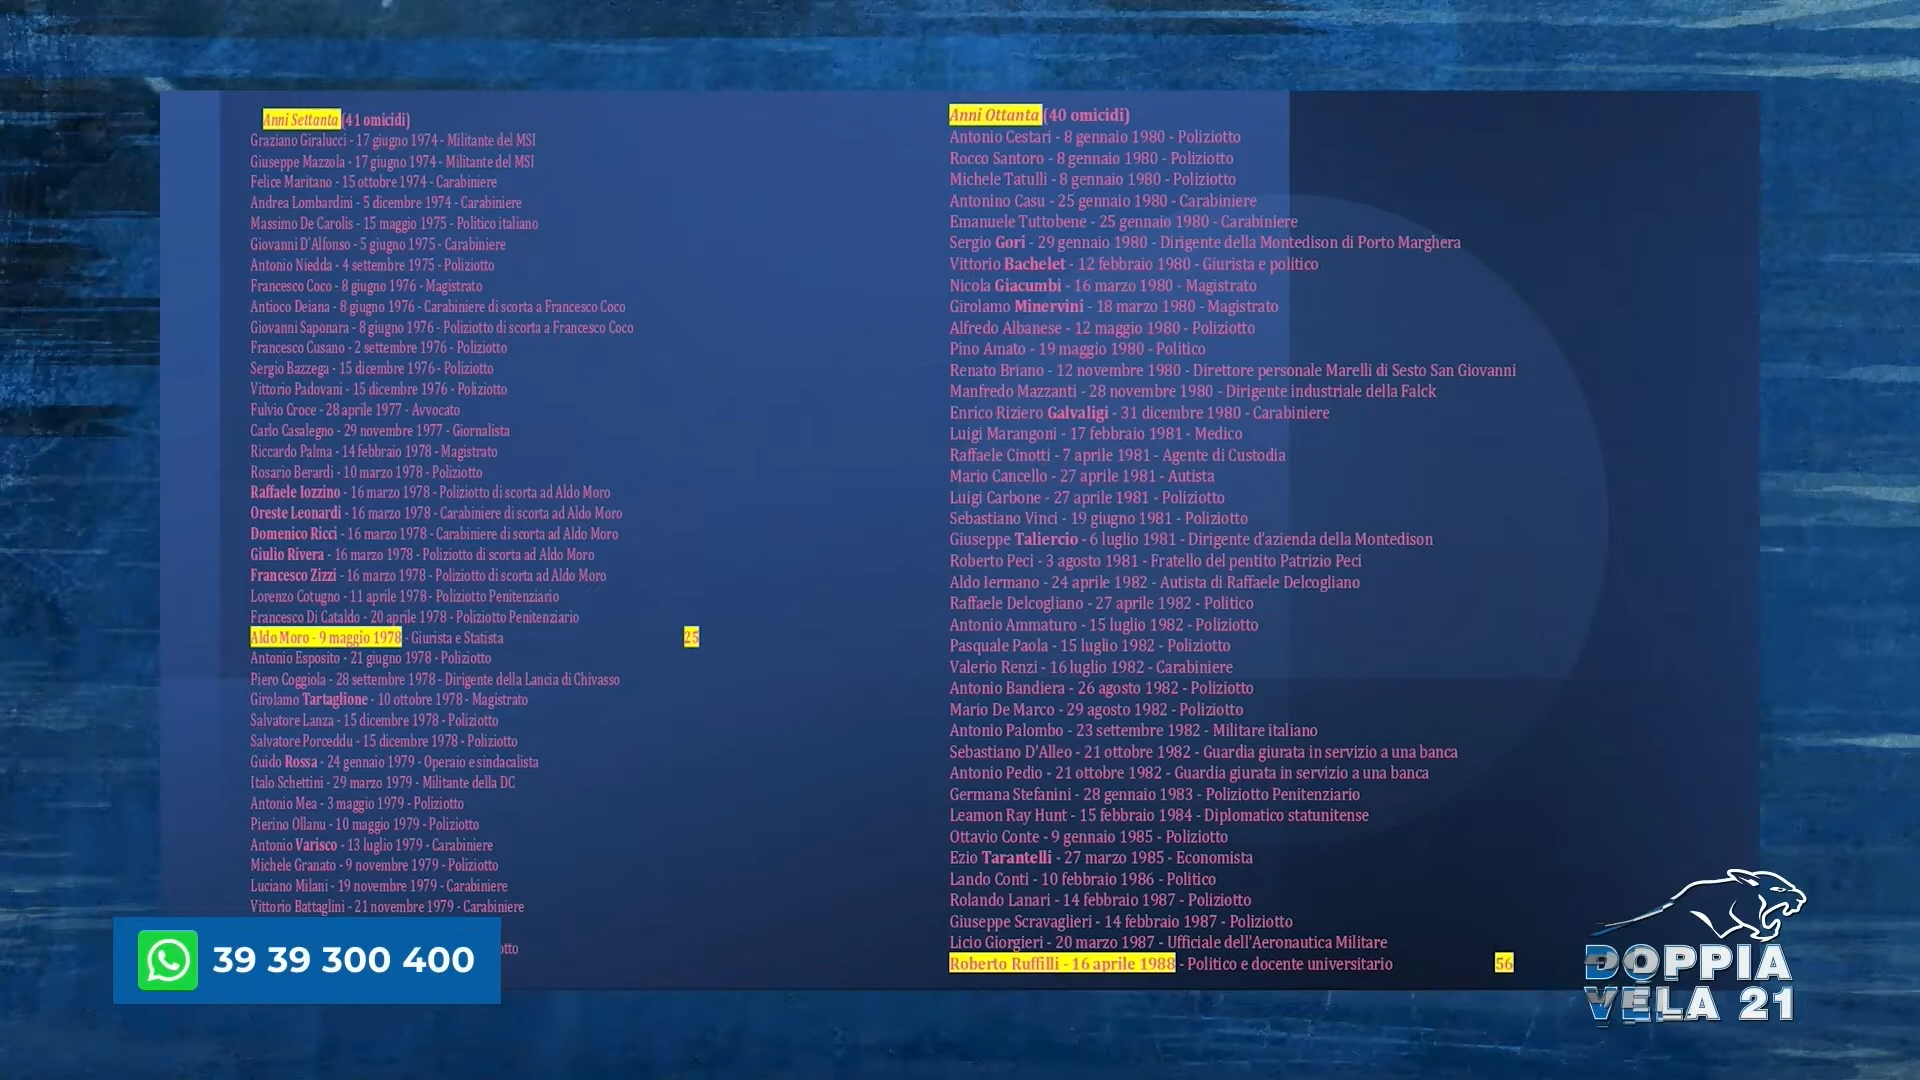 Anni Settanta (41 omicidi)
Graziano Giralucci - 17 giugno 1974 - Militante del MSI
Giuseppe Mazzola - 17 giugno 1974 - Militante del MSI
Felice Maritano - 15 ottobre 1974 - Carabiniere
Andrea Lombardini - 5 dicembre 1974 - Carabiniere
Massimo De Carolis - 15 maggio 1975 - Politico italiano
Giovanni D'Alfonso - 5 giugno 1975 - Carabiniere
Antonio Niedda - 4 settembre 1975 - Poliziotto
Francesco Coco - 8 giugno 1976 - Magistrato
Antioco Deiana - 8 giugno 1976 - Carabiniere di scorta a Francesco Coco
Giovanni Saponara - 8 giugno 1976 - Poliziotto di scorta a Francesco Coco
Francesco Cusano - 2 settembre 1976 - Poliziotto
Sergio Bazzega - 15 dicembre 1976 - Poliziotto
Vittorio Padovani - 15 dicembre 1976 - Poliziotto
Fulvio Croce - 28 aprile 1977 - Avvocato
Carlo Casalegno - 29 novembre 1977 - Giornalista
Riccardo Palma - 14 febbraio 1978 - Magistrato
Rosario Berardi - 10 marzo 1978 - Poliziotto
Raffaele Iozzino - 16 marzo 1978 - Poliziotto di scorta ad Aldo Moro
Oreste Leonardi - 16 marzo 1978 - Carabiniere di scorta ad Aldo Moro
Domenico Ricci - 16 marzo 1978 - Carabiniere di scorta ad Aldo Moro
Giulio Rivera - 16 marzo 1978 - Poliziotto di scorta ad Aldo Moro
Francesco Zizzi - 16 marzo 1978 - Poliziotto di scorta ad Aldo Moro
Lorenzo Cotugno - 11 aprile 1978 - Poliziotto Penitenziario
Francesco Di Cataldo - 20 aprile 1978 - Poliziotto Penitenziario
Aldo Moro - 9 maggio 1978 - Giurista e Statista 25
Antonio Esposito - 21 giugno 1978 - Poliziotto
Piero Coggiola - 28 settembre 1978 - Dirigente della Lancia di Chivasso
Girolamo Tartaglione - 10 ottobre 1978 - Magistrato
Salvatore Lanza - 15 dicembre 1978 - Poliziotto
Salvatore Porceddu - 15 dicembre 1978 - Poliziotto
Guido Rossa - 24 gennaio 1979 - Operaio e sindacalista
Italo Schettini - 29 marzo 1979 - Militante della DC
Antonio Mea - 3 maggio 1979 - Poliziotto
Pierino Ollanu - 10 maggio 1979 - Poliziotto
Antonio Varisco - 13 luglio 1979 - Carabiniere
Michele Granato - 9 novembre 1979 - Poliziotto
Luciano Milani - 19 novembre 1979 - Carabiniere
Vittorio Battaglini - 21 novembre 1979 - Carabiniere
otto
Anni Ottanta (40 omicidi)
Antonio Cestari - 8 gennaio 1980 - Poliziotto
Rocco Santoro - 8 gennaio 1980 - Poliziotto
Michele Tatulli - 8 gennaio 1980 - Poliziotto
Antonino Casu - 25 gennaio 1980 - Carabiniere
Emanuele Tuttobene - 25 gennaio 1980 - Carabiniere
Sergio Gori - 29 gennaio 1980 - Dirigente della Montedison di Porto Marghera
Vittorio Bachelet - 12 febbraio 1980 - Giurista e politico
Nicola Giacumbi - 16 marzo 1980 - Magistrato
Girolamo Minervini - 18 marzo 1980 - Magistrato
Alfredo Albanese - 12 maggio 1980 - Poliziotto
Pino Amato - 19 maggio 1980 - Politico
Renato Briano - 12 novembre 1980 - Direttore personale Marelli di Sesto San Giovanni
Manfredo Mazzanti - 28 novembre 1980 - Dirigente industriale della Falck
Enrico Riziero Galvaligi - 31 dicembre 1980 - Carabiniere
Luigi Marangoni - 17 febbraio 1981 - Medico
Raffaele Cinotti - 7 aprile 1981 - Agente di Custodia
Mario Cancello - 27 aprile 1981 - Autista
Luigi Carbone - 27 aprile 1981 - Poliziotto
Sebastiano Vinci - 19 giugno 1981 - Poliziotto
Giuseppe Taliercio - 6 luglio 1981 - Dirigente d'azienda della Montedison
Roberto Peci - 3 agosto 1981 - Fratello del pentito Patrizio Peci
Aldo Iermano - 24 aprile 1982 - Autista di Raffaele Delcogliano
Raffaele Delcogliano - 27 aprile 1982 - Politico
Antonio Ammaturo - 15 luglio 1982 - Poliziotto
Pasquale Paola - 15 luglio 1982 - Poliziotto
Valerio Renzi - 16 luglio 1982 - Carabiniere
Antonio Bandiera - 26 agosto 1982 - Poliziotto
Mario De Marco - 29 agosto 1982 - Poliziotto
Antonio Palombo - 23 settembre 1982 - Militare italiano
Sebastiano D'Alleo - 21 ottobre 1982 - Guardia giurata in servizio a una banca
Antonio Pedio - 21 ottobre 1982 - Guardia giurata in servizio a una banca
Germana Stefanini - 28 gennaio 1983 - Poliziotto Penitenziario
Leamon Ray Hunt - 15 febbraio 1984 - Diplomatico statunitense
Ottavio Conte - 9 gennaio 1985 - Poliziotto
Ezio Tarantelli - 27 marzo 1985 - Economista
Lando Conti - 10 febbraio 1986 - Politico
Rolando Lanari - 14 febbraio 1987 - Poliziotto
Giuseppe Scravaglieri - 14 febbraio 1987 - Poliziotto
Licio Giorgieri - 20 marzo 1987 - Ufficiale dell'Aeronautica Militare
Roberto Ruffilli - 16 aprile 1988 - Politico e docente universitario 56
39 39 300 400
DOPPIA
VELA 21